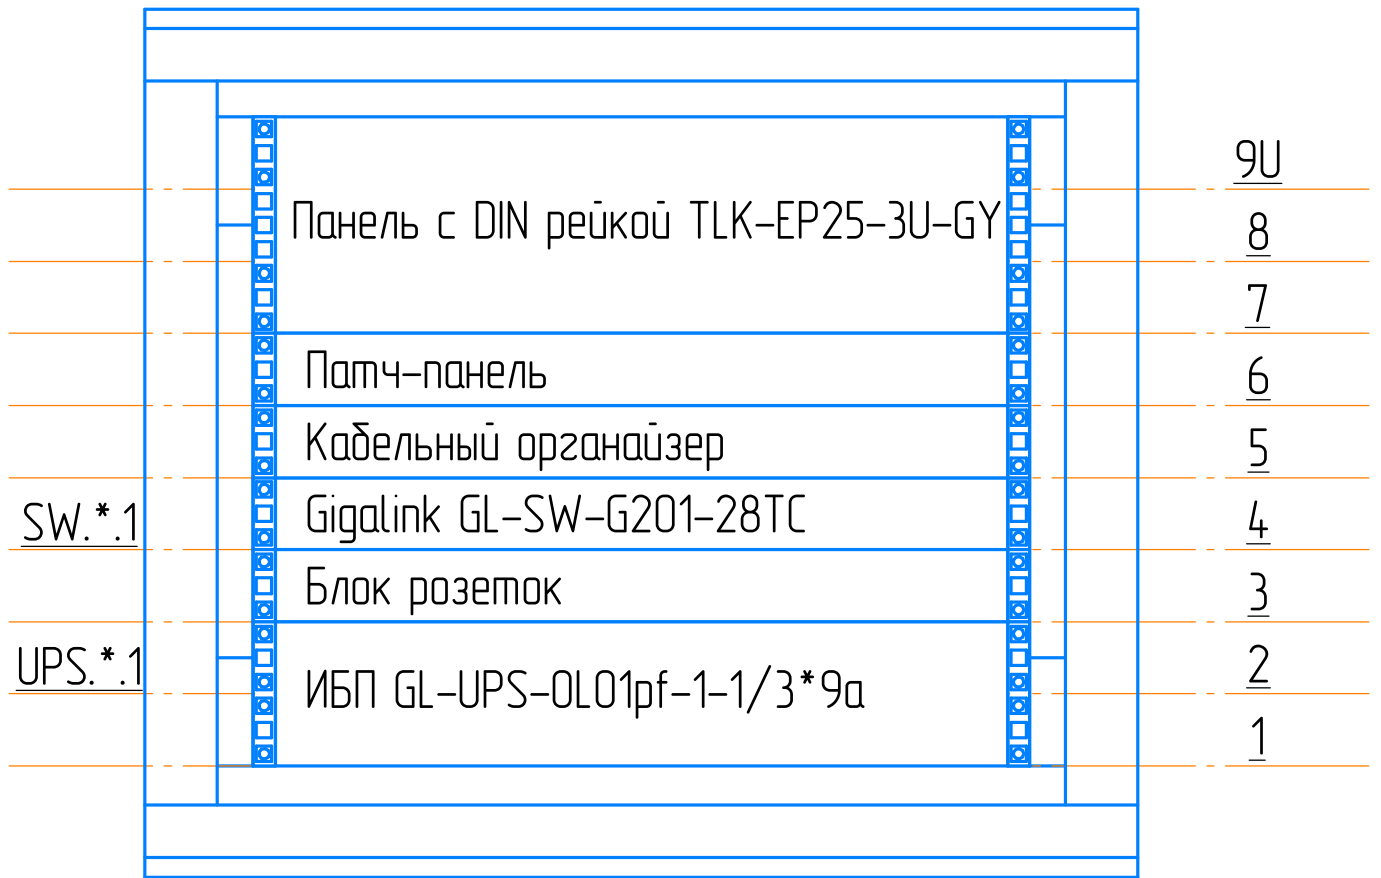 9U
Панель с DIN рейкой TLK-EP25-3U-GY
8
7
Патч-панель
6
Кабельный органайзер
5
SW.*.1
Gigalink GL-SW-G201-28TC
4
Блок розеток
3
UPS.*.1
ИБП GL-UPS-OL01pf-1-1/3*9a
2
1